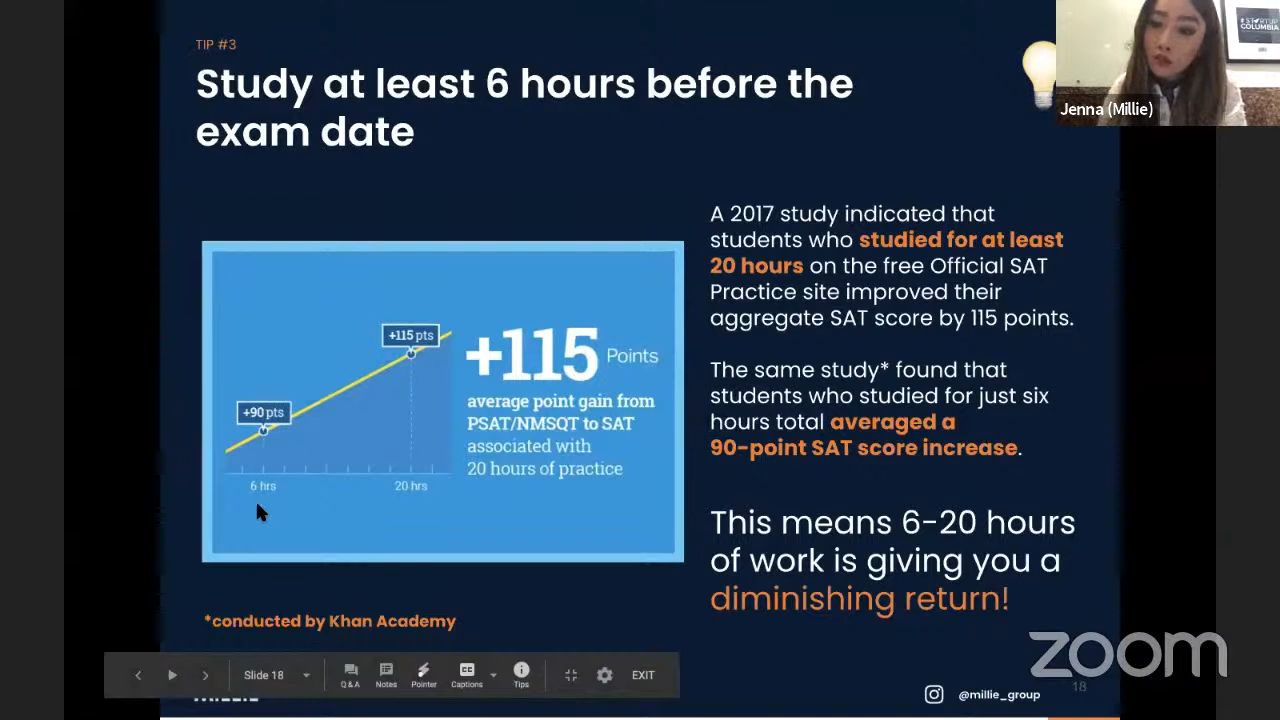 TIP #3
Study at least 6 hours before the
exam date
#STARTUP
COLUMBIA
Jenna (Millie)
A 2017 study indicated that
students who studied for at least
20 hours on the free Official SAT
Practice site improved their
aggregate SAT score by 115 points.
The same study* found that
students who studied for just six
hours total averaged a
90-point SAT score increase.
This means 6-20 hours
of work is giving you a
diminishing return!
+115 pts
+90 pts
6 hrs
20 hrs
+115 Points
average point gain from
PSAT/NMSQT to SAT
associated with
20 hours of practice
*conducted by Khan Academy
Slide 18
Q&A
Notes
Pointer
Captions
Tips
EXIT
@millie_group
18
zoom